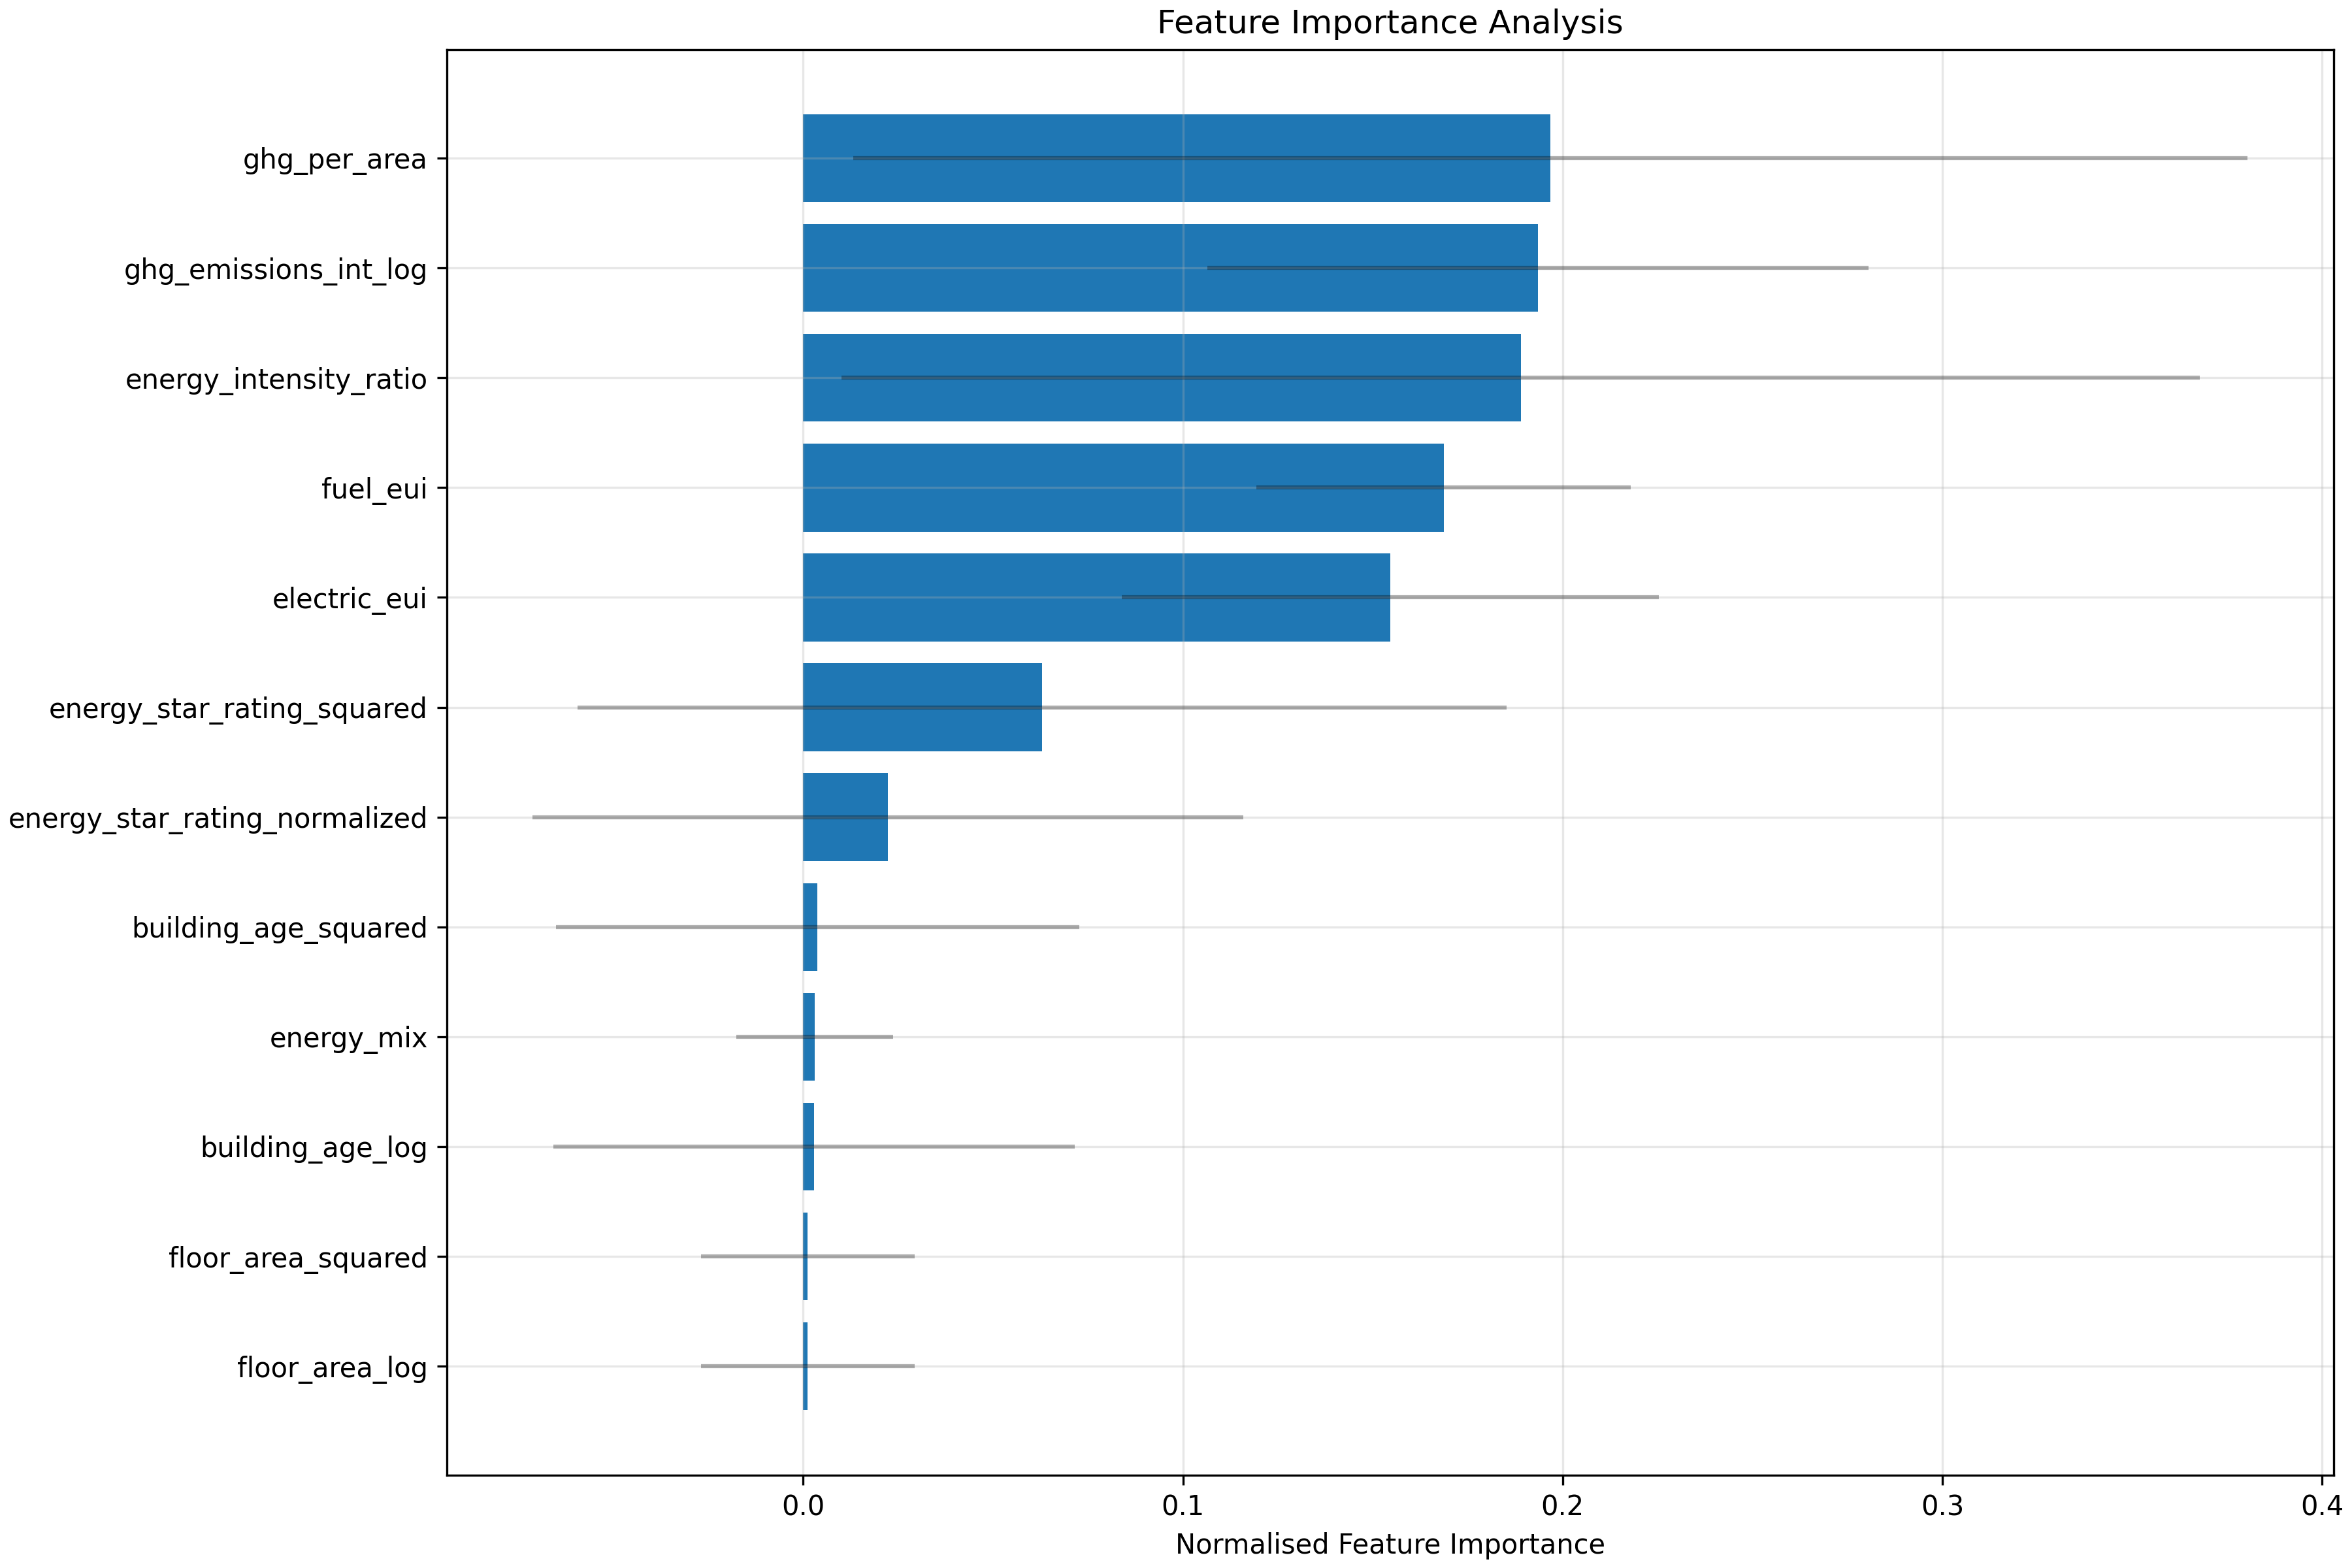 Feature Importance Analysis
ghg_per_area
ghg_emissions_int_log
energy_intensity_ratio
fuel_eui
electric_eui
energy_star_rating_squared
energy_star_rating_normalized
building_age_squared
energy_mix
building_age_log
floor_area_squared
floor_area_log
0.0 0.1 0.2 0.3 0.4
Normalised Feature Importance